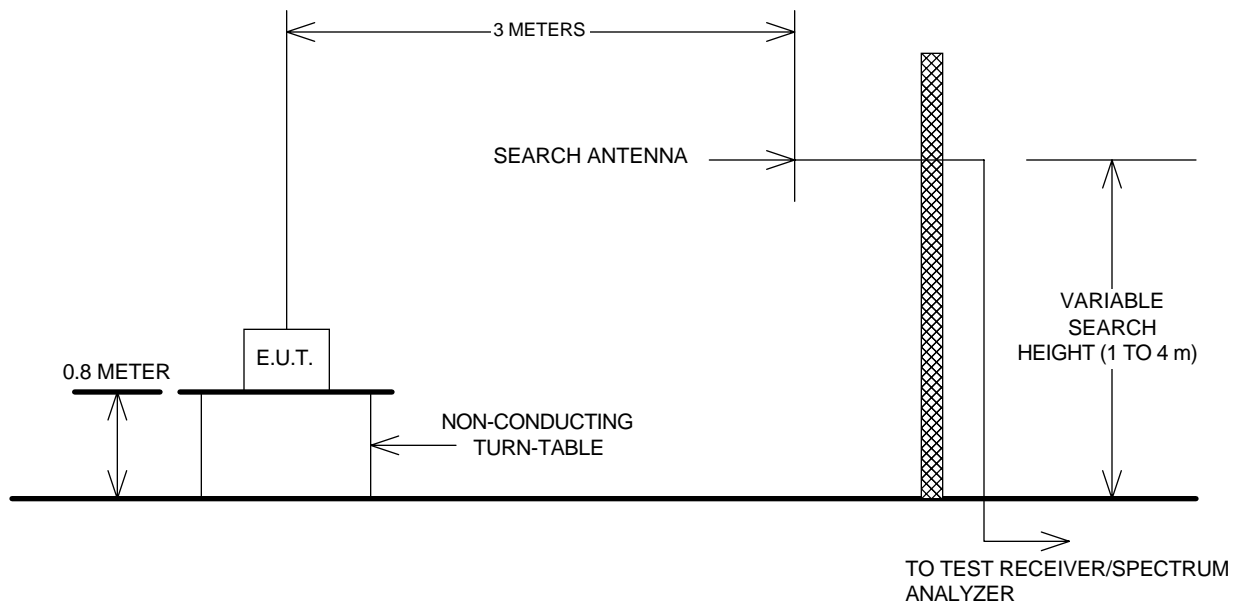 3 METERS
SEARCH ANTENNA
E.U.T.
0.8 METER
NON-CONDUCTING
TURN-TABLE
VARIABLE
SEARCH
HEIGHT (1 TO 4 m)
TO TEST RECEIVER/SPECTRUM
ANALYZER